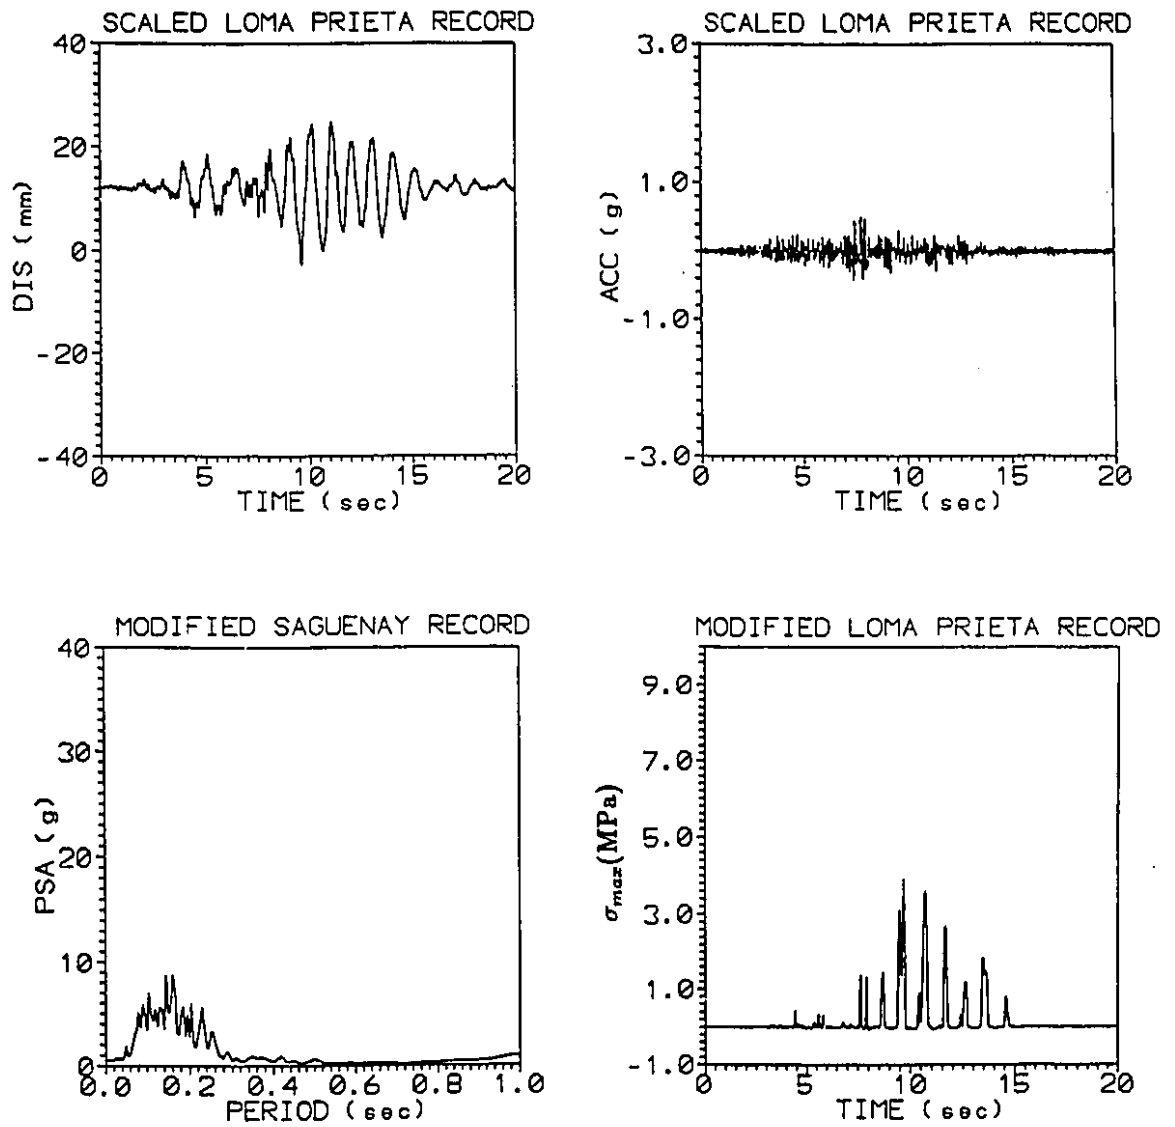 SCALED LOMA PRIETA RECORD
40
20
0
-20
-40
DIS (mm)
0 5 10 15 20
TIME (sec)
SCALED LOMA PRIETA RECORD
3.0
1.0
-1.0
-3.0
ACC (g)
0 5 10 15 20
TIME (sec)
MODIFIED SAGUENAY RECORD
40
30
20
10
0
PSA (g)
0.0 0.2 0.4 0.6 0.8 1.0
PERIOD (sec)
MODIFIED LOMA PRIETA RECORD
9.0
7.0
5.0
3.0
1.0
-1.0
σmax(MPa)
0 5 10 15 20
TIME (sec)